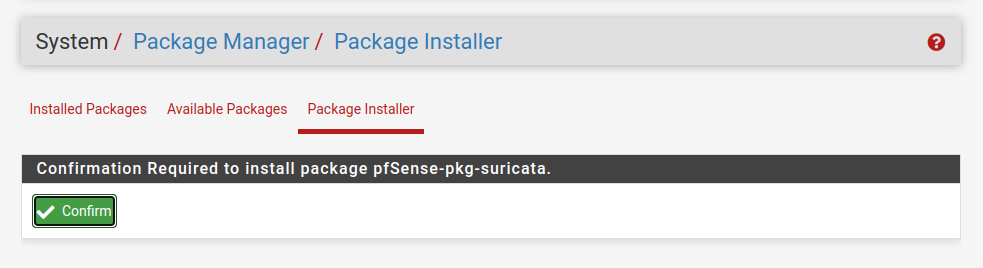 System / Package Manager / Package Installer
Installed Packages Available Packages Package Installer
Confirmation Required to install package pfSense-pkg-suricata.
Confirm